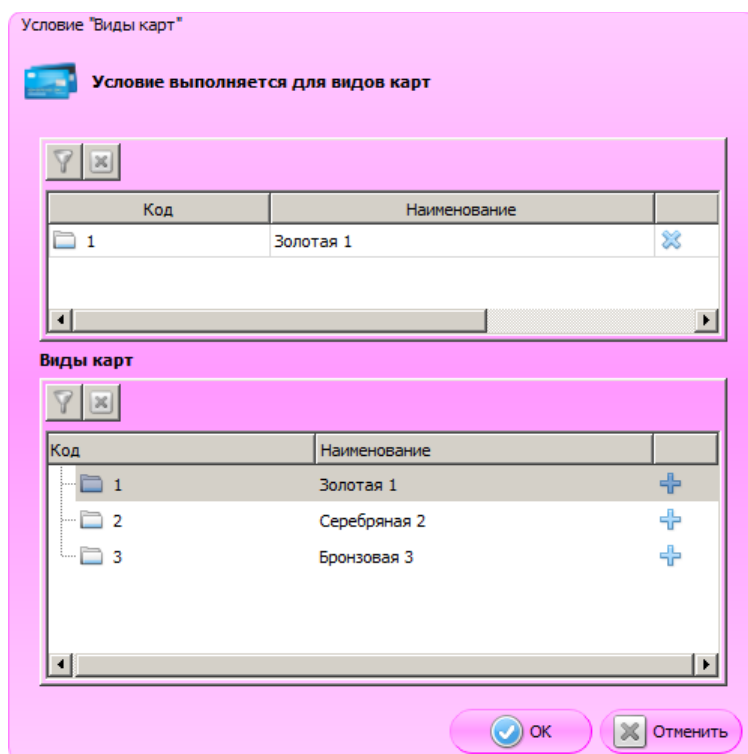 Условие "Виды карт"
Условие выполняется для видов карт
Код Наименование
1 Золотая 1
Виды карт
Код Наименование
1 Золотая 1
2 Серебряная 2
3 Бронзовая 3
ОК Отменить